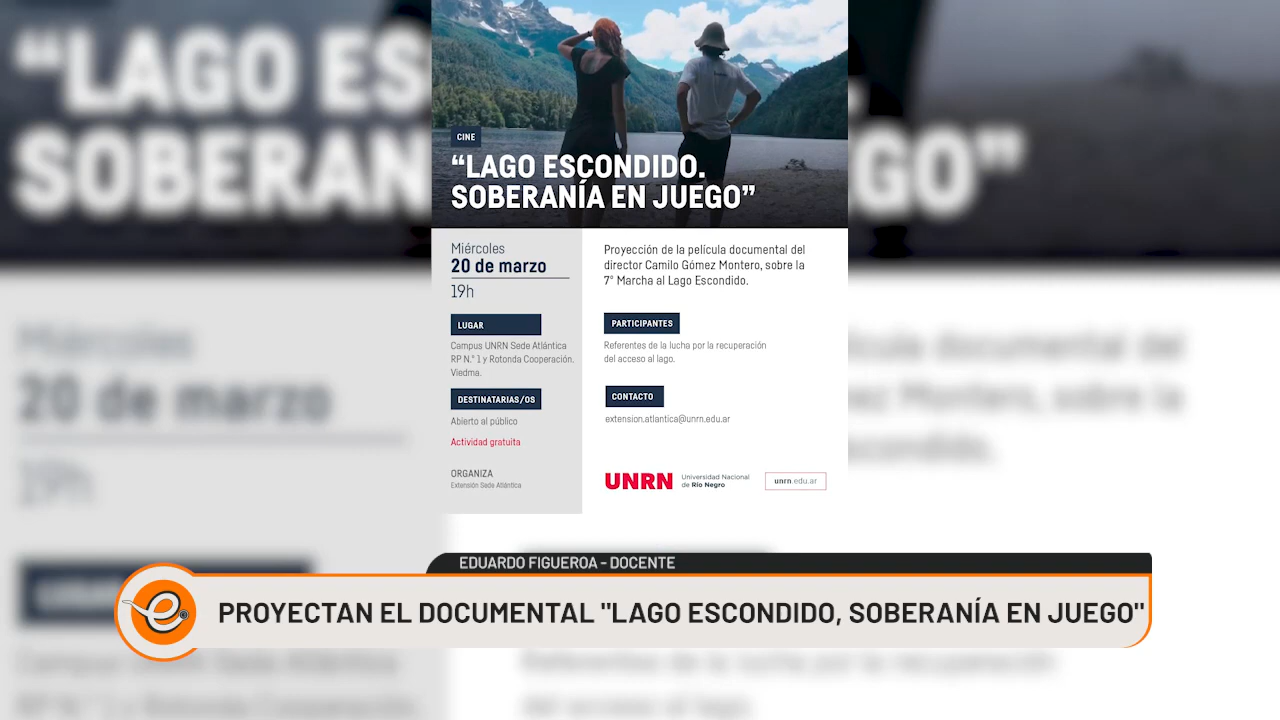 CINE
“LAGO ESCONDIDO.
SOBERANÍA EN JUEGO”
Miércoles
20 de marzo
19h
LUGAR
Campus UNRN Sede Atlántica
RP N.° 1 y Rotonda Cooperación.
Viedma.
DESTINATARIAS/OS
Abierto al público
Actividad gratuita
ORGANIZA
Extensión Sede Atlántica
Proyección de la película documental del
director Camilo Gómez Montero, sobre la
7° Marcha al Lago Escondido.
PARTICIPANTES
Referentes de la lucha por la recuperación
del acceso al lago.
CONTACTO
extension.atlantica@unrn.edu.ar
UNRN
Universidad Nacional
de Río Negro
unrn.edu.ar
EDUARDO FIGUEROA - DOCENTE
PROYECTAN EL DOCUMENTAL "LAGO ESCONDIDO, SOBERANÍA EN JUEGO"